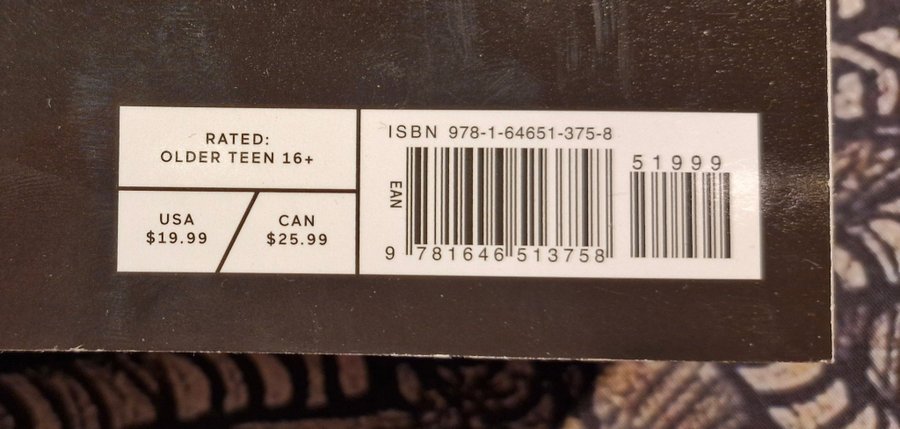 RATED:
OLDER TEEN 16+
USA
$19.99
CAN
$25.99
ISBN 978-1-64651-375-8
EAN
51999
9 781646 513758